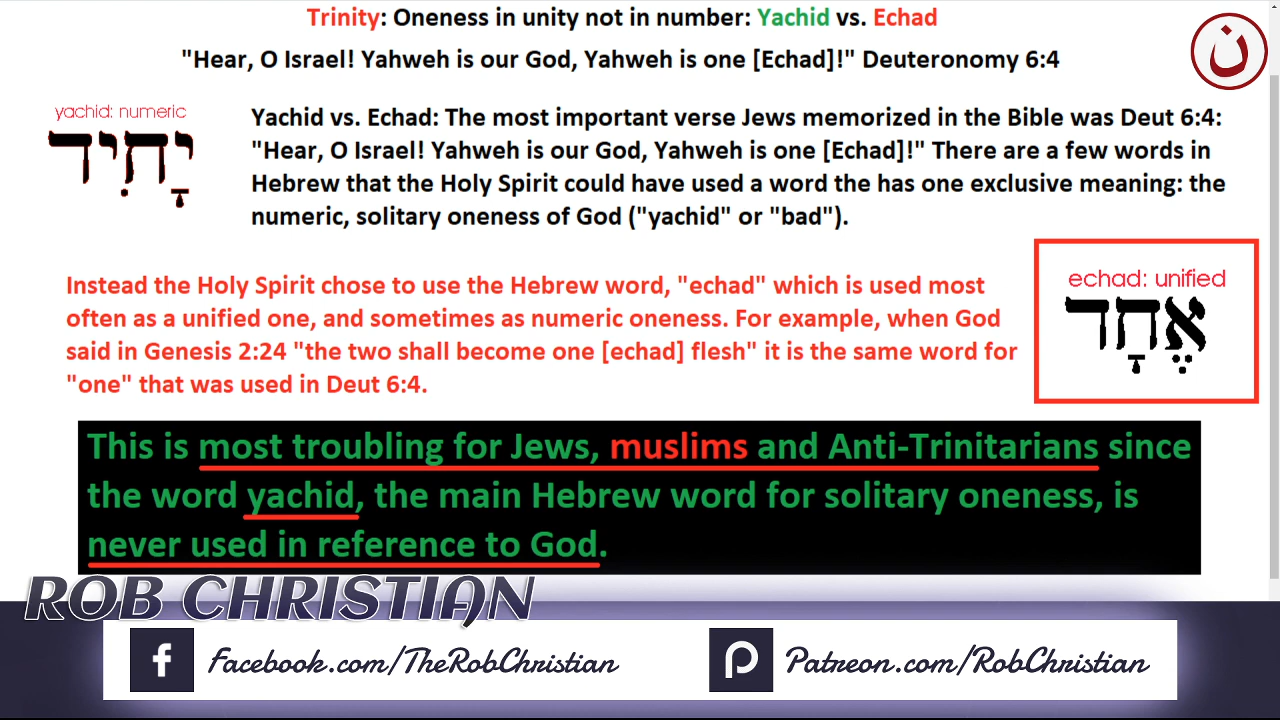 Trinity: Oneness in unity not in number: Yachid vs. Echad
"Hear, O Israel! Yahweh is our God, Yahweh is one [Echad]!" Deuteronomy 6:4
ن
yachid: numeric
יָחִיד
Yachid vs. Echad: The most important verse Jews memorized in the Bible was Deut 6:4:
"Hear, O Israel! Yahweh is our God, Yahweh is one [Echad]!" There are a few words in
Hebrew that the Holy Spirit could have used a word the has one exclusive meaning: the
numeric, solitary oneness of God ("yachid" or "bad").
Instead the Holy Spirit chose to use the Hebrew word, "echad" which is used most
often as a unified one, and sometimes as numeric oneness. For example, when God
said in Genesis 2:24 "the two shall become one [echad] flesh" it is the same word for
"one" that was used in Deut 6:4.
echad: unified
אֶחָד
This is most troubling for Jews, muslims and Anti-Trinitarians since
the word yachid, the main Hebrew word for solitary oneness, is
never used in reference to God.
ROB CHRISTIAN
Facebook.com/TheRobChristian
Patreon.com/RobChristian